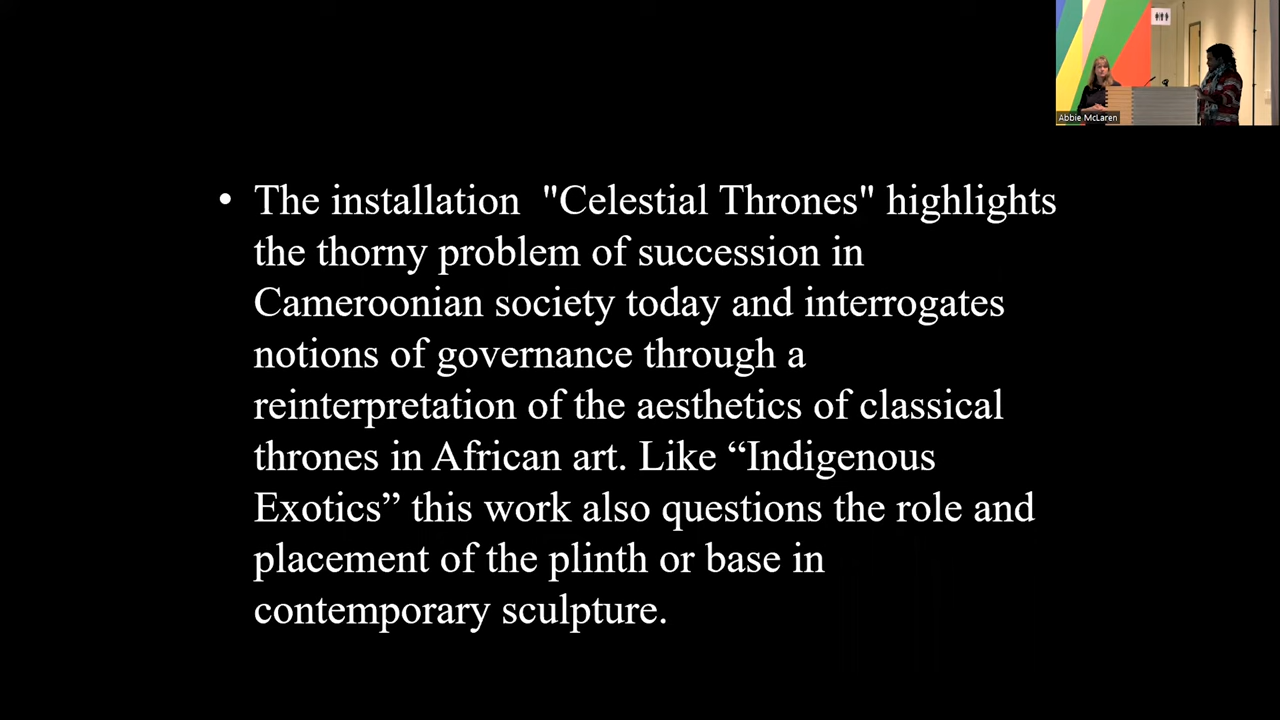 Abbie McLaren
• The installation  "Celestial Thrones" highlights
the thorny problem of succession in
Cameroonian society today and interrogates
notions of governance through a
reinterpretation of the aesthetics of classical
thrones in African art. Like “Indigenous
Exotics” this work also questions the role and
placement of the plinth or base in
contemporary sculpture.